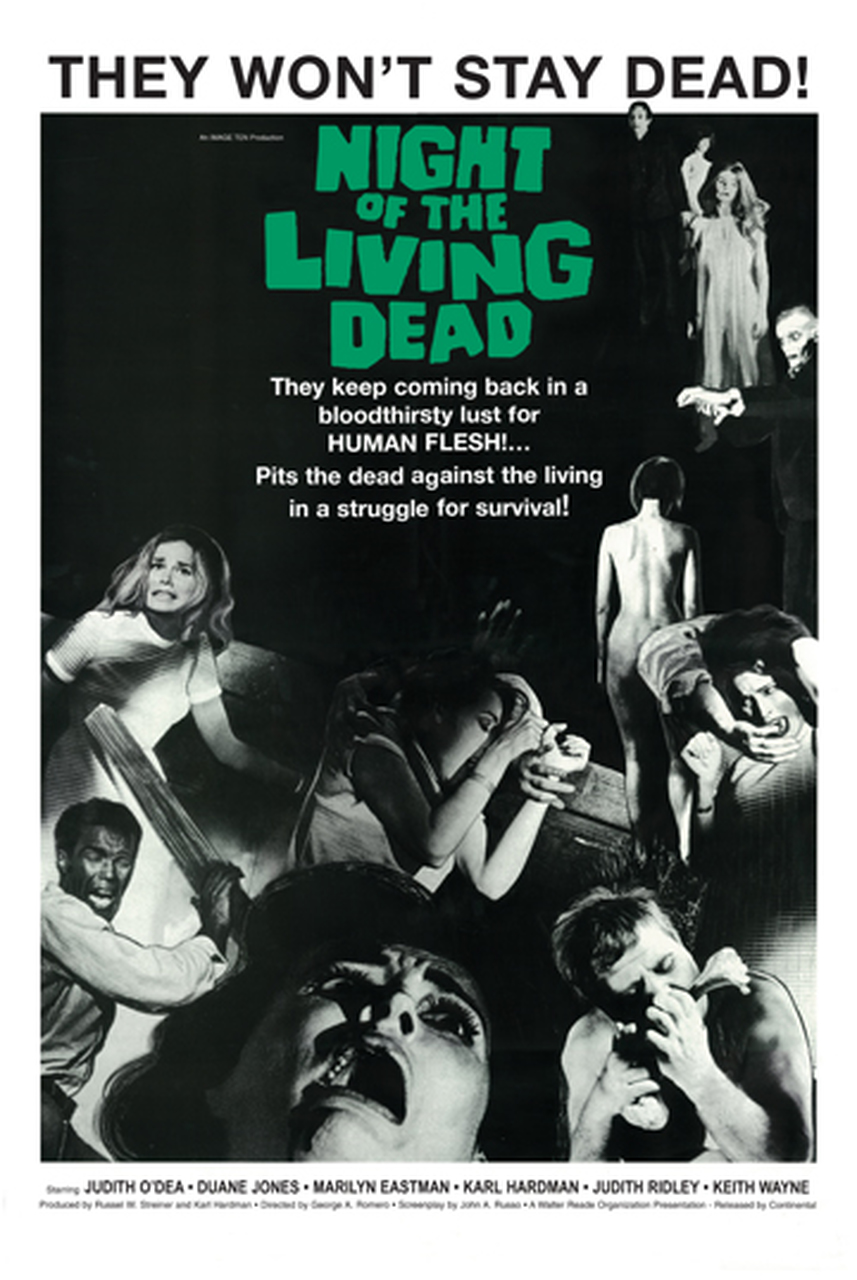 THEY WON'T STAY DEAD!
An IMAGE TEN Production
NIGHT
OF THE
LIVING
DEAD
They keep coming back in a
bloodthirsty lust for
HUMAN FLESH!...
Pits the dead against the living
in a struggle for survival!
Starring JUDITH O'DEA • DUANE JONES • MARILYN EASTMAN • KARL HARDMAN • JUDITH RIDLEY • KEITH WAYNE
Produced by Russel W. Streiner and Karl Hardman • Directed by George A. Romero • Screenplay by John A. Russo • A Walter Reade Organization Presentation - Released by Continental